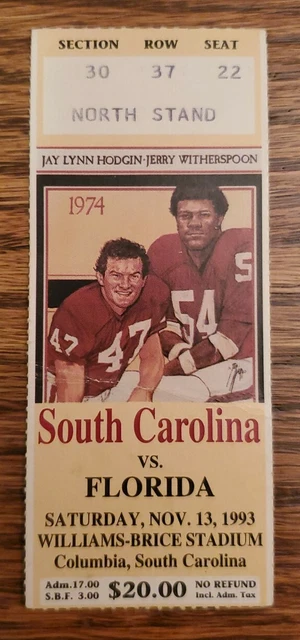 SECTION ROW SEAT
30 37 22
NORTH STAND
JAY LYNN HODGIN·JERRY WITHERSPOON
1974
54
54
47 47
South Carolina
VS.
FLORIDA
SATURDAY, NOV. 13, 1993
WILLIAMS-BRICE STADIUM
Columbia, South Carolina
Adm. 17.00 $20.00 NO REFUND
S.B.F. 3.00 Incl. Adm. Tax